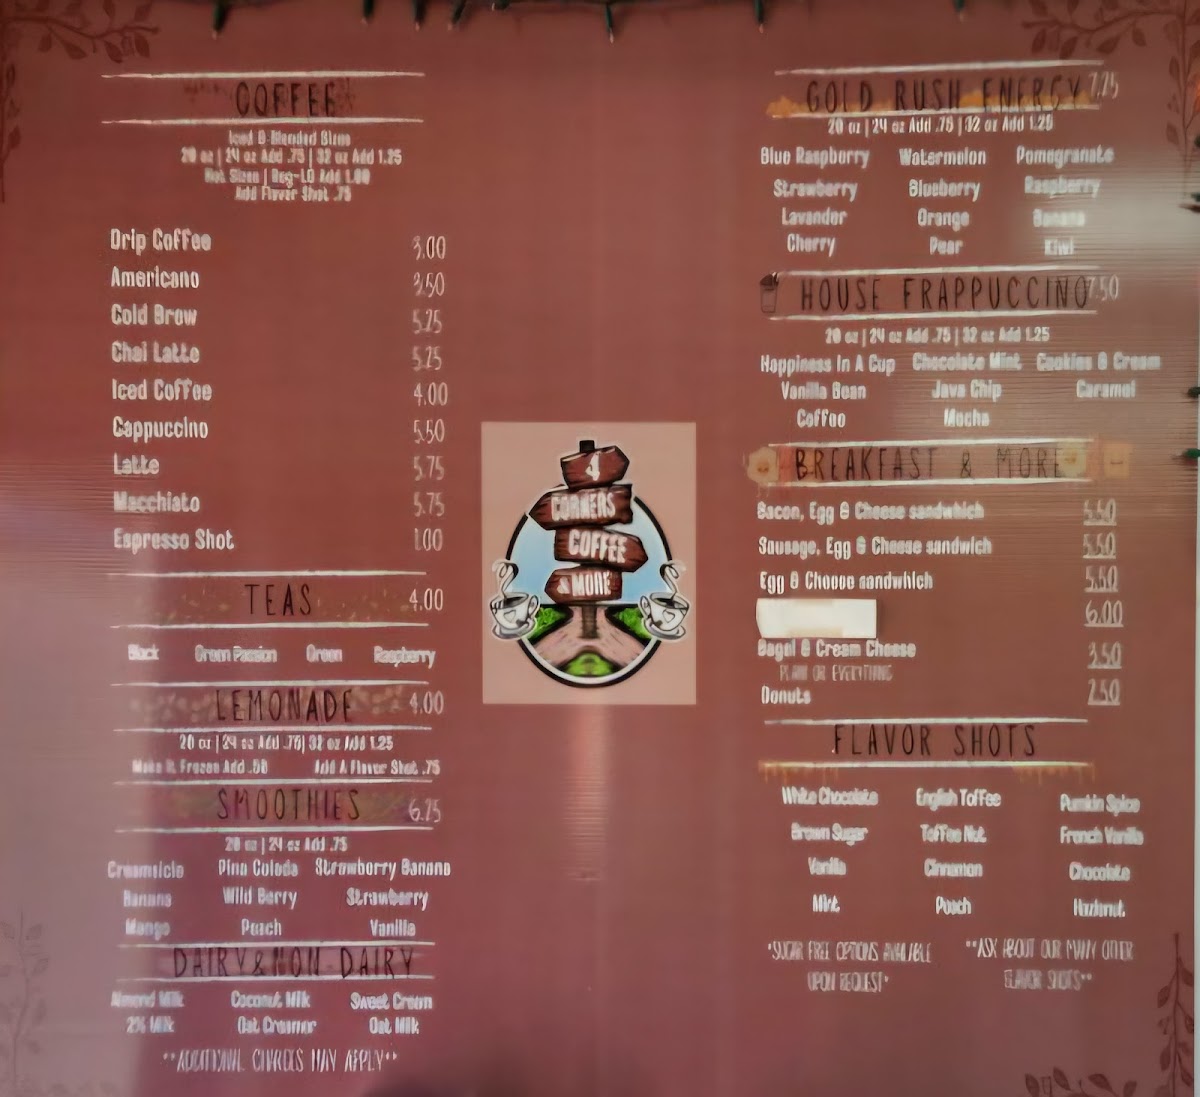 COFFEE
Iced & Blended Sizes
20 oz | 24 oz Add .75 | 32 oz Add 1.25
Hot Sizes | Reg-LG Add 1.00
Add Flavor Shot .75
Drip Coffee 3.00
Americano 3.50
Cold Brew 5.25
Chai Latte 5.25
Iced Coffee 4.00
Cappuccino 5.50
Latte 5.75
Macchiato 5.75
Espresso Shot 1.00
TEAS 4.00
Black Green Passion Green Raspberry
LEMONADE 4.00
20 oz | 24 oz Add .75| 32 oz Add 1.25
Make It Frozen Add .50 Add A Flavor Shot .75
SMOOTHIES 6.25
20 oz | 24 oz Add .75
Creamsicle Pina Colada Strawberry Banana
Banana Wild Berry Strawberry
Mango Peach Vanilla
DAIRY & NON-DAIRY
Almond Milk Coconut Milk Sweet Cream
2% Milk Oat Creamer Oat Milk
**ADDITIONAL CHARGES MAY APPLY**
4
CORNERS
COFFEE
& MORE
GOLD RUSH ENERGY 7.25
20 oz | 24 oz Add .75 | 32 oz Add 1.25
Blue Raspberry Watermelon Pomegranate
Strawberry Blueberry Raspberry
Lavander Orange Banana
Cherry Pear Kiwi
HOUSE FRAPPUCCINO 7.50
20 oz | 24 oz Add .75 | 32 oz Add 1.25
Happiness In A Cup Chocolate Mint Cookies & Cream
Vanilla Bean Java Chip Caramel
Coffee Mocha
BREAKFAST & MORE
Bacon, Egg & Cheese sandwhich 5.50
Sausage, Egg & Cheese sandwich 5.50
Egg & Cheese sandwhich 5.50
6.00
Bagel & Cream Cheese 3.50
PLAIN OR EVERYTHING
Donuts 2.50
FLAVOR SHOTS
White Chocolate English Toffee Pumkin Spice
Brown Sugar Toffee Nut French Vanilla
Vanilla Cinnamon Chocolate
Mint Peach Hazlenut
*SUGAR FREE OPTIONS AVAILABLE
UPON REQUEST*
**ASK ABOUT OUR MANY OTHER
FLAVOR SHOTS**